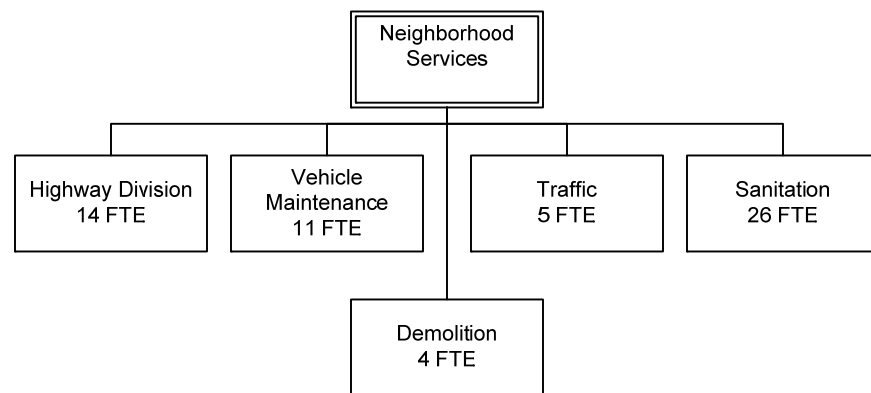 Neighborhood
Services
Highway Division
14 FTE
Vehicle
Maintenance
11 FTE
Traffic
5 FTE
Sanitation
26 FTE
Demolition
4 FTE